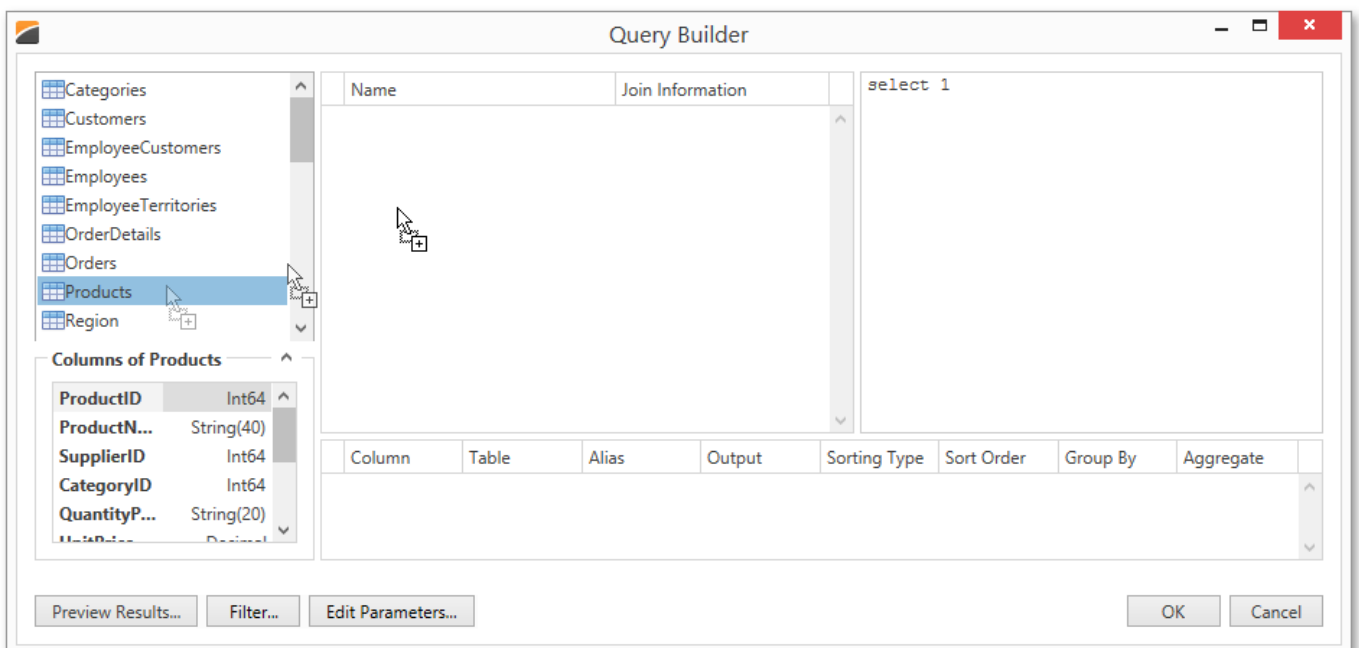 Query Builder
Categories
Customers
EmployeeCustomers
Employees
EmployeeTerritories
OrderDetails
Orders
Products
Region
Columns of Products
ProductID Int64
ProductN... String(40)
SupplierID Int64
CategoryID Int64
QuantityP... String(20)
UnitPrice Decimal
Name Join Information
select 1
Column Table Alias Output Sorting Type Sort Order Group By Aggregate
Preview Results... Filter... Edit Parameters... OK Cancel